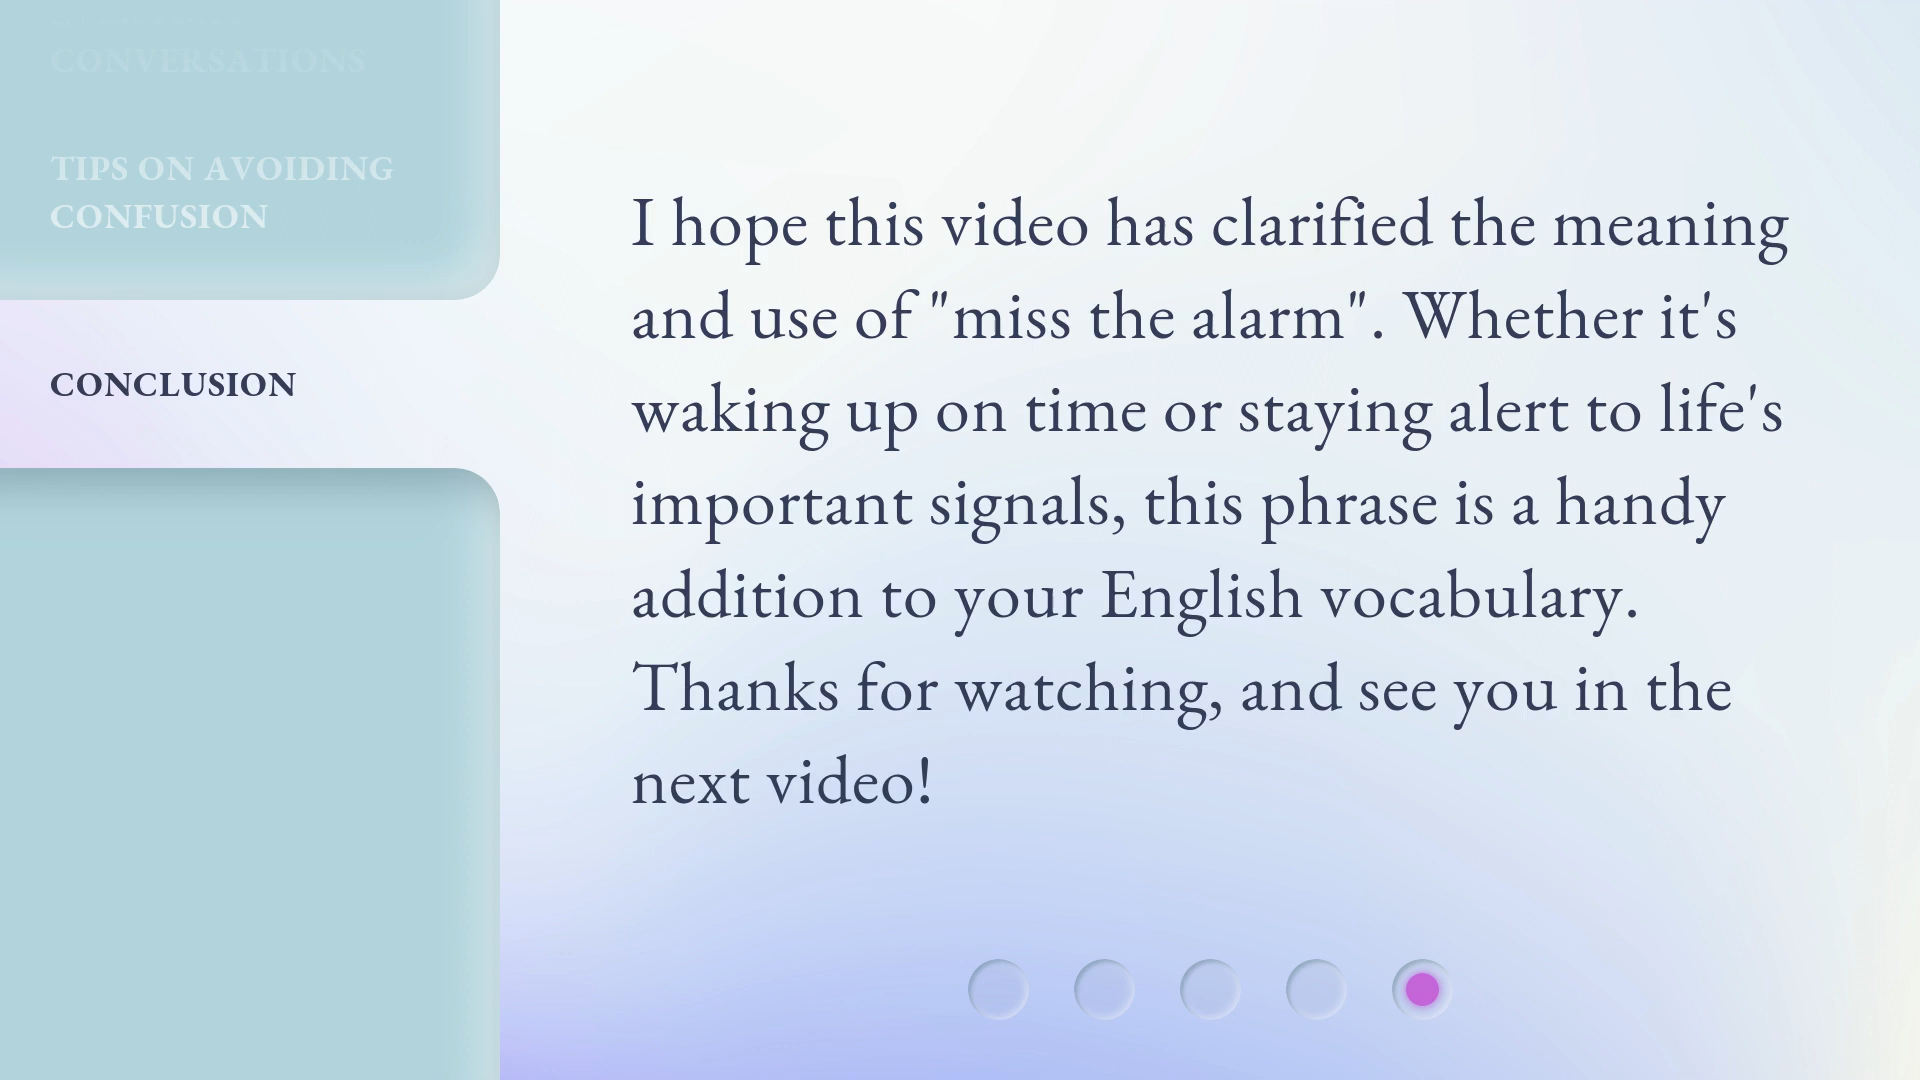 CONVERSATIONS
TIPS ON AVOIDING
CONFUSION
CONCLUSION
I hope this video has clarified the meaning
and use of "miss the alarm". Whether it's
waking up on time or staying alert to life's
important signals, this phrase is a handy
addition to your English vocabulary.
Thanks for watching, and see you in the
next video!